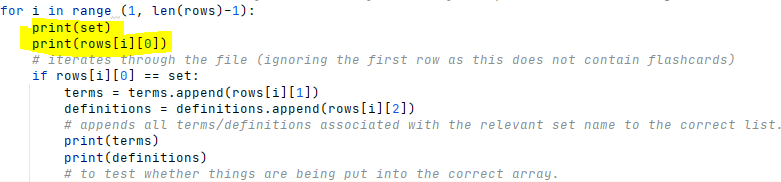 for i in range (1, len(rows)-1):
    print(set)
    print(rows[i][0])
    # iterates through the file (ignoring the first row as this does not contain flashcards)
    if rows[i][0] == set:
        terms = terms.append(rows[i][1])
        definitions = definitions.append(rows[i][2])
        # appends all terms/definitions associated with the relevant set name to the correct list.
        print(terms)
        print(definitions)
        # to test whether things are being put into the correct array.